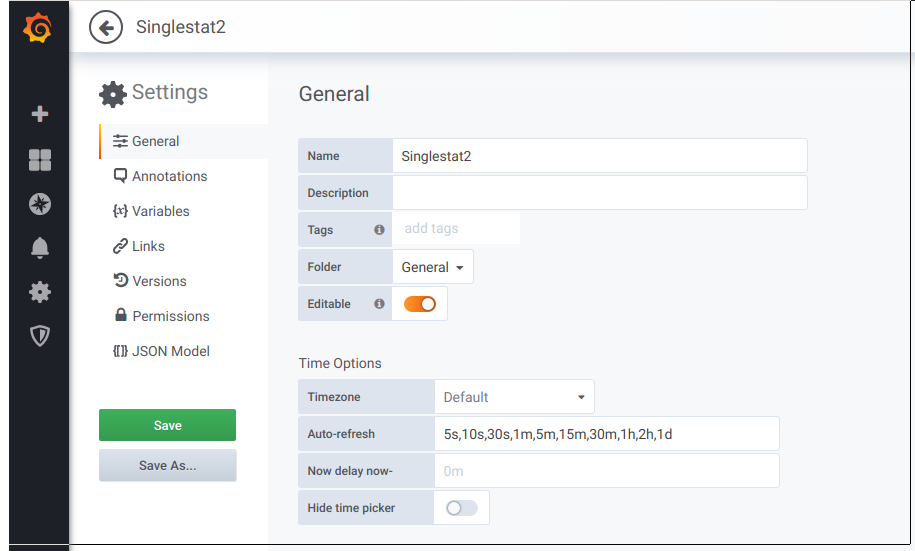 Singlestat2
Settings
General
Annotations
{x} Variables
Links
Versions
Permissions
{[]} JSON Model
Save
Save As...
General
Name Singlestat2
Description
Tags add tags
Folder General
Editable
Time Options
Timezone Default
Auto-refresh 5s,10s,30s,1m,5m,15m,30m,1h,2h,1d
Now delay now- 0m
Hide time picker